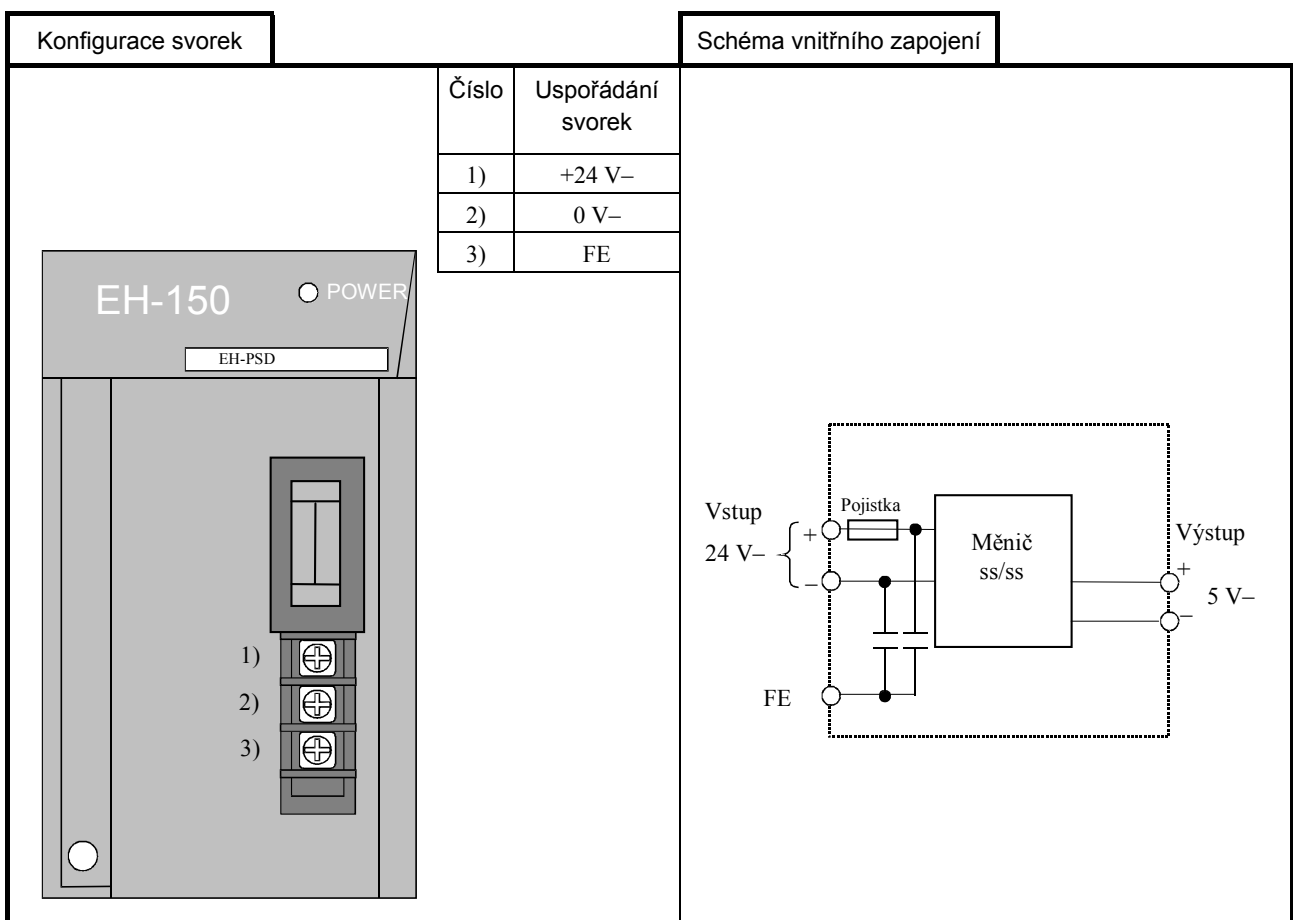 Konfigurace svorek
Schéma vnitřního zapojení
Číslo Uspořádání
svorek
1) +24 V–
2) 0 V–
3) FE
EH-150 POWER
EH-PSD
1)
2)
3)
Vstup
24 V–
+
–
Pojistka
Měnič
ss/ss
Výstup
+
5 V–
–
FE